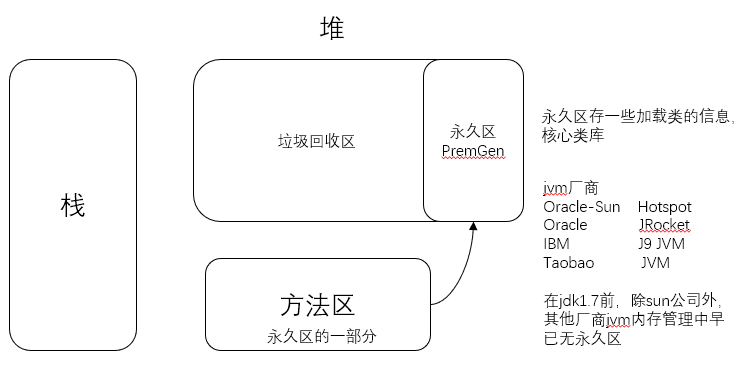 堆
栈
垃圾回收区
永久区
PremGen
方法区
永久区的一部分
永久区存一些加载类的信息,
核心类库
jvm厂商
Oracle-Sun Hotspot
Oracle JRocket
IBM J9 JVM
Taobao JVM
在jdk1.7前，除sun公司外，
其他厂商jvm内存管理中早
已无永久区